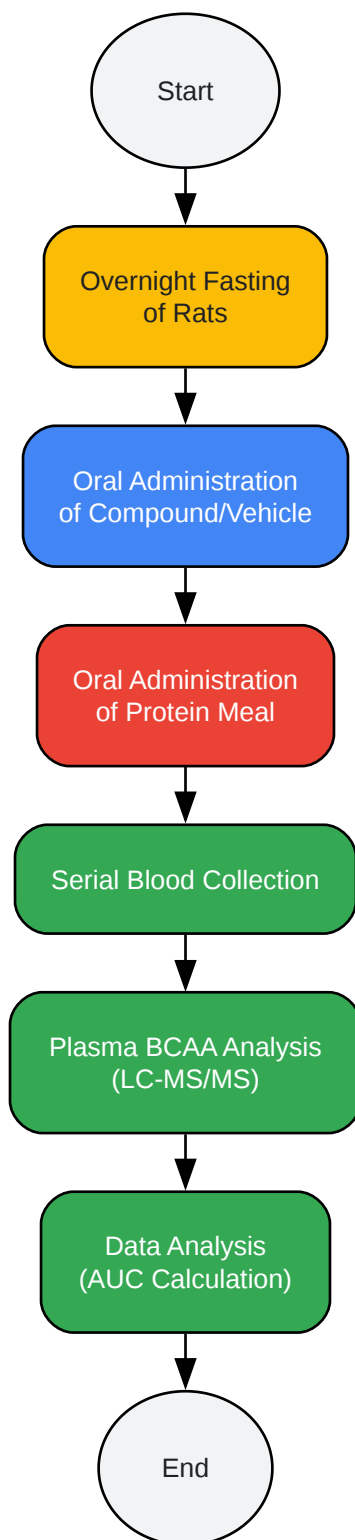 Start
Overnight Fasting
of Rats
Oral Administration
of Compound/Vehicle
Oral Administration
of Protein Meal
Serial Blood Collection
Plasma BCAA Analysis
(LC-MS/MS)
Data Analysis
(AUC Calculation)
End